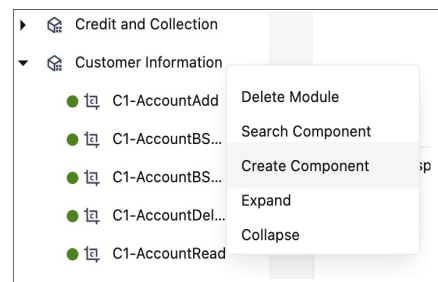 Credit and Collection
Customer Information
C1-AccountAdd
C1-AccountBS...
C1-AccountBS...
C1-AccountDel...
C1-AccountRead
Delete Module
Search Component
Create Component
sp
Expand
Collapse